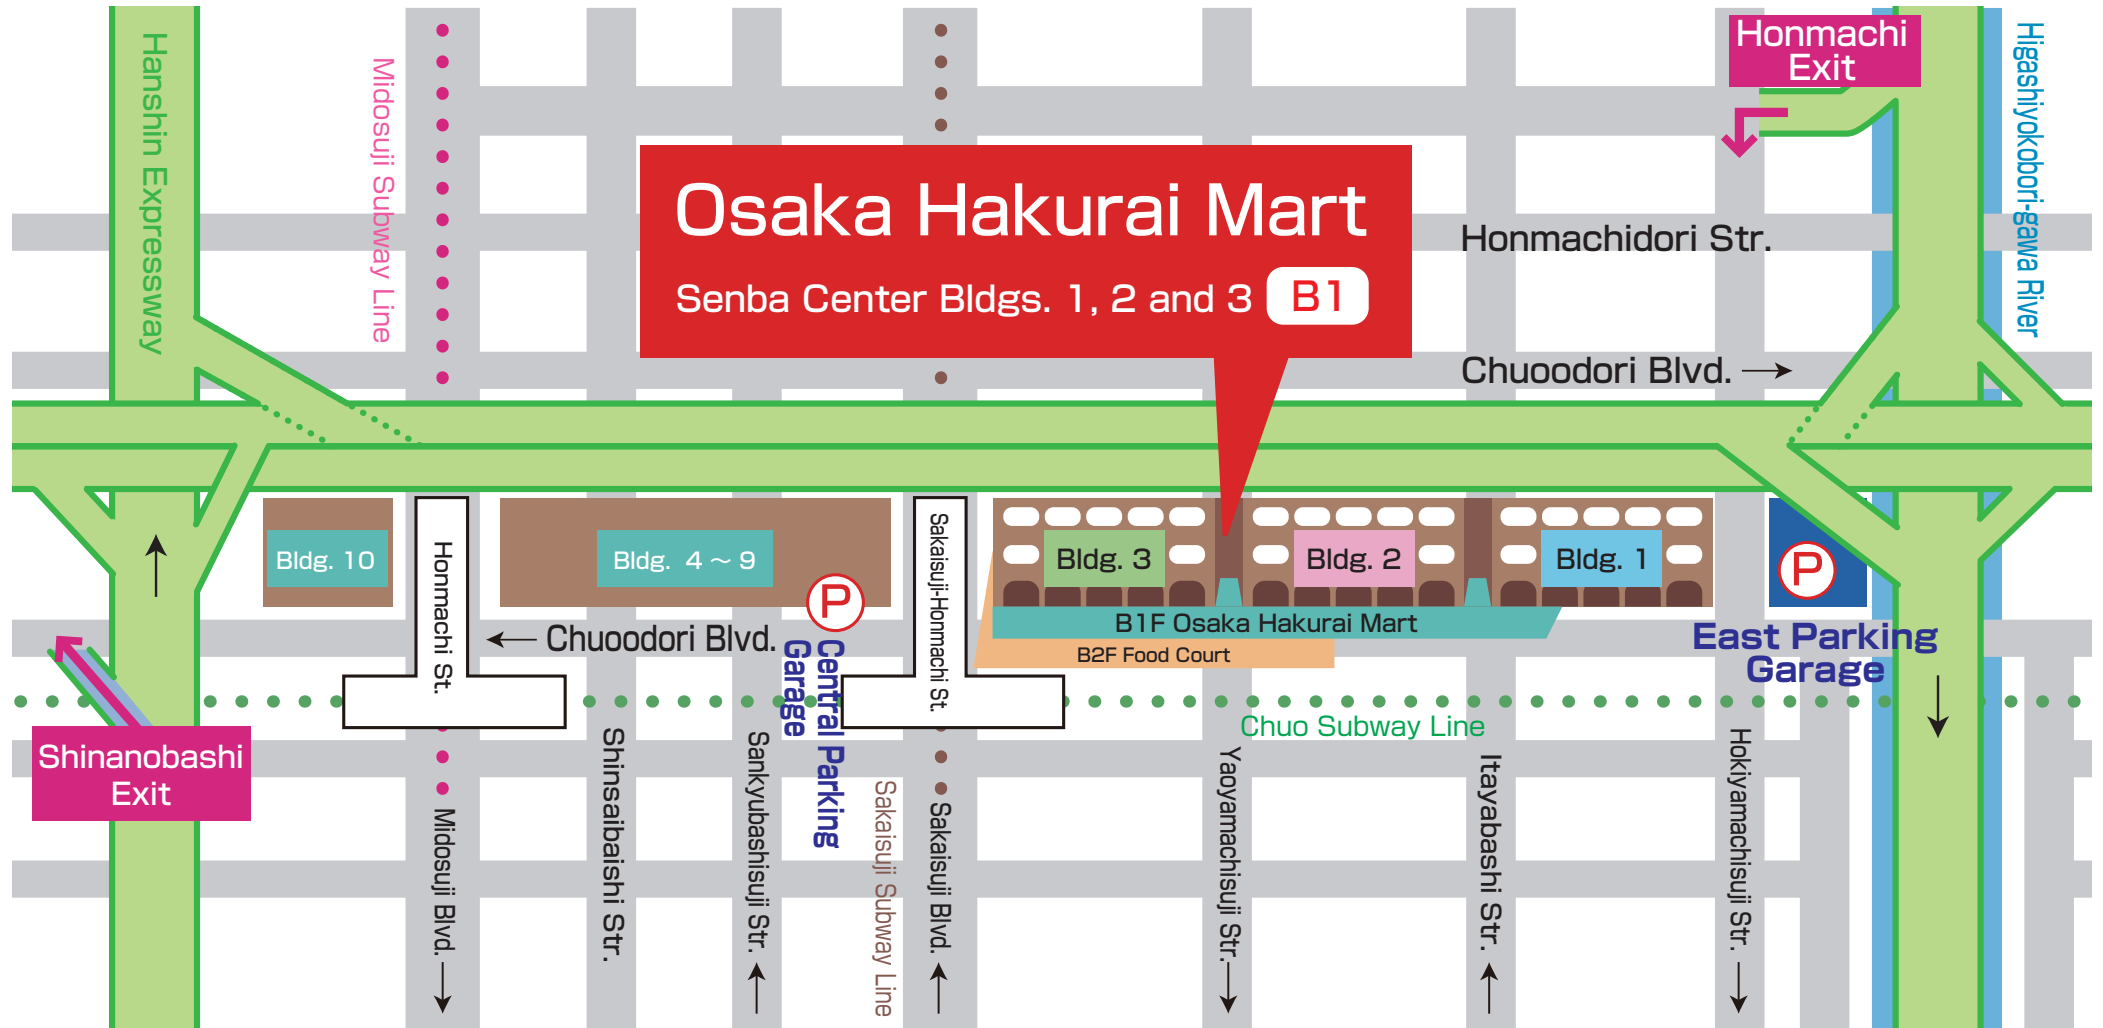 Hanshin Expressway
Midosuji Subway Line
Honmachi
Exit
Higashiyokobori-gawa River
Osaka Hakurai Mart
Senba Center Bldgs. 1, 2 and 3 B1
Honmachidori Str.
Chuoodori Blvd.
Bldg. 10
Honmachi St.
Bldg. 4 ～ 9
P
Sakaisuji-Honmachi St.
Bldg. 3
Bldg. 2
Bldg. 1
P
B1F Osaka Hakurai Mart
B2F Food Court
Chuoodori Blvd.
Central Parking
Garage
East Parking
Garage
Chuo Subway Line
Shinanobashi
Exit
Midosuji Blvd.
Shinsaibaishi Str.
Sankyubashisuji Str.
Sakaisuji Subway Line
Sakaisuji Blvd.
Yaoyamachisuji Str.
Itayabashi Str.
Hokiyamachisuji Str.